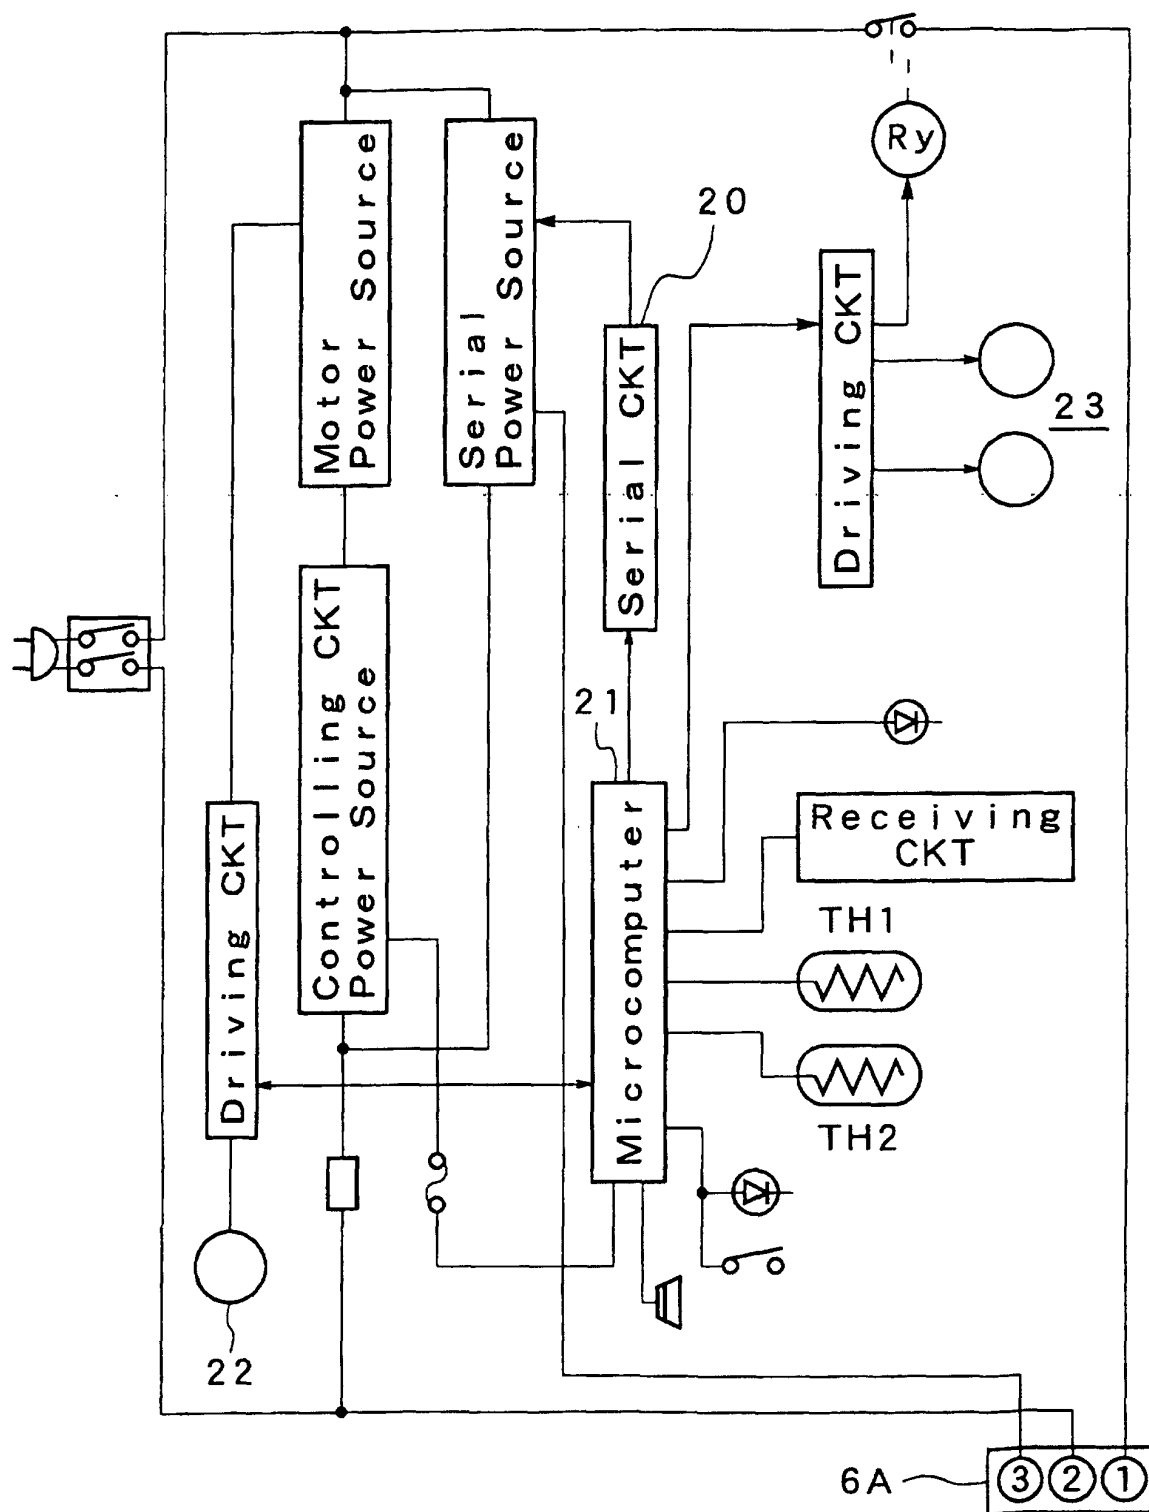 Ry
20
Motor
Power Source
Serial
Power Source
Serial CKT
Driving CKT
23
Controlling CKT
Power Source
21
Driving CKT
Microcomputer
Receiving
CKT
TH1
TH2
22
6A
3 2 1